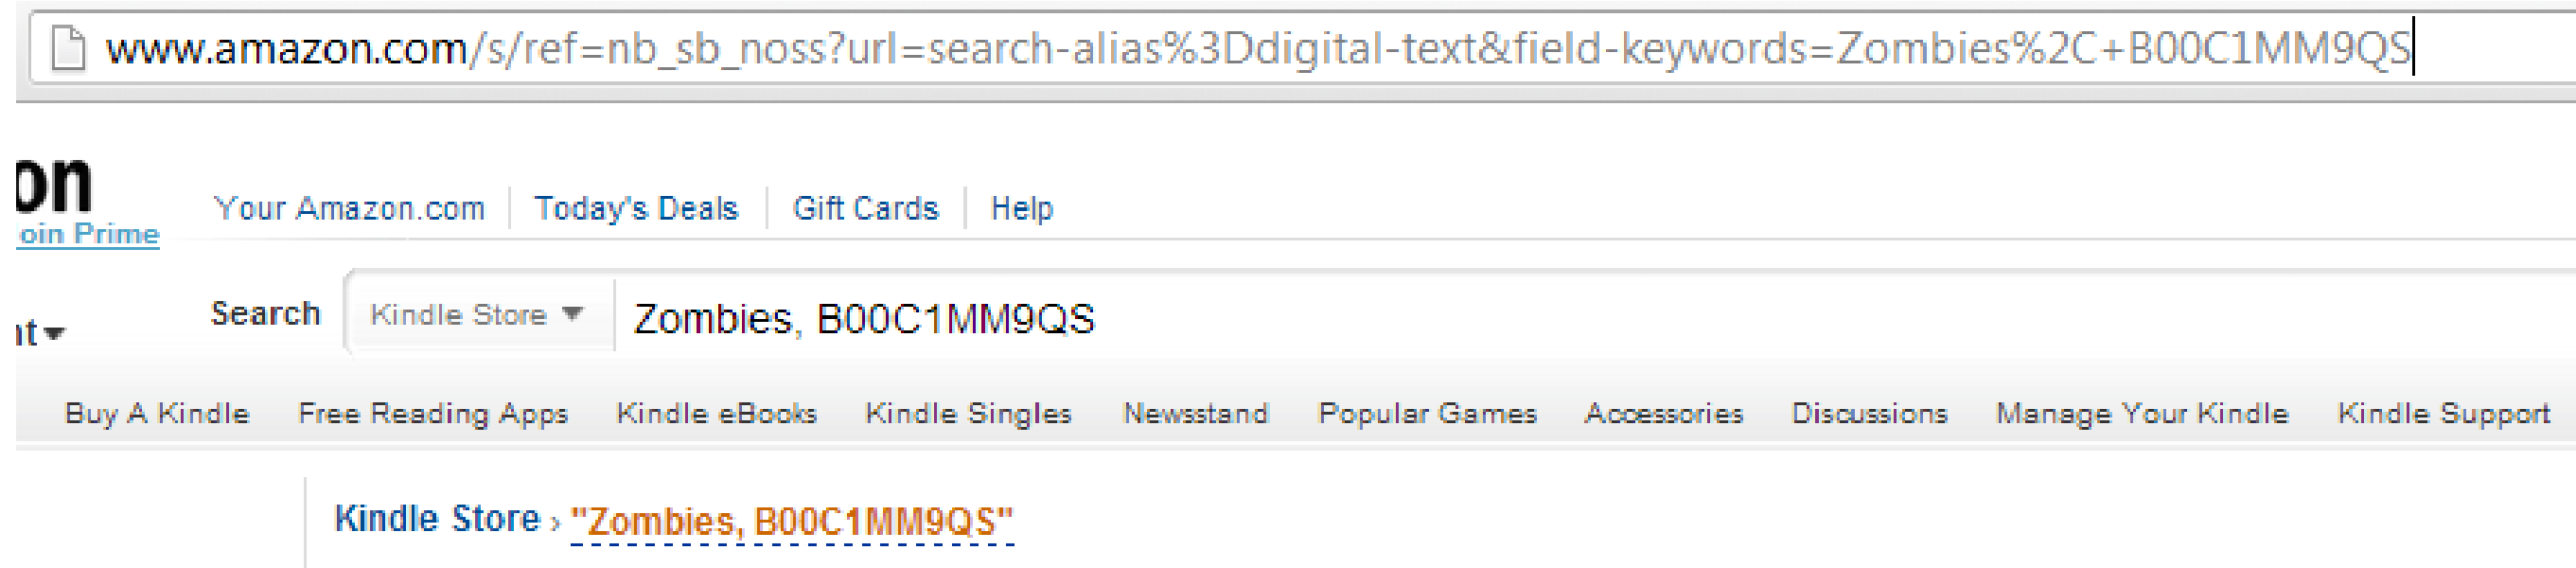 www.amazon.com/s/ref=nb_sb_noss?url=search-alias%3Ddigital-text&field-keywords=Zombies%2C+B00C1MM9QS
on
oin Prime
Your Amazon.com Today's Deals Gift Cards Help
nt
Search Kindle Store Zombies, B00C1MM9QS
Buy A Kindle Free Reading Apps Kindle eBooks Kindle Singles Newsstand Popular Games Accessories Discussions Manage Your Kindle Kindle Support
Kindle Store › "Zombies, B00C1MM9QS"